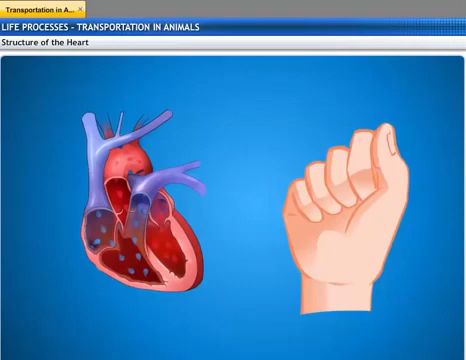 Transportation in A...
LIFE PROCESSES - TRANSPORTATION IN ANIMALS
Structure of the Heart